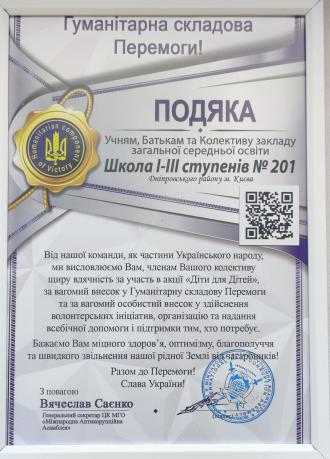 Гуманітарна складова
Перемоги!
Humanitarian Component
of Victory
ПОДЯКА
Учням, Батькам та Колективу закладу
загальної середньої освіти
Школа І-ІІІ ступенів № 201
Дніпровського району м. Києва
Від нашої команди, як частини Українського народу,
ми висловлюємо Вам, членам Вашого колективу
щиру вдячність за участь в акції «Діти для Дітей»,
за вагомий внесок у Гуманітарну складову Перемоги
та за вагомий особистий внесок у здійснення
волонтерських ініціатив, організацію та надання
всебічної допомоги і підтримки тим, хто потребує.
Бажаємо Вам міцного здоров'я, оптимізму, благополуччя
та швидкого звільнення нашої рідної Землі від загарбників!
Разом до Перемоги!
Слава Україні!
З повагою
Вячеслав Саєнко
Генеральний секретар ЦК МГО
«Міжнародна Антикорупційна
Асамблея»